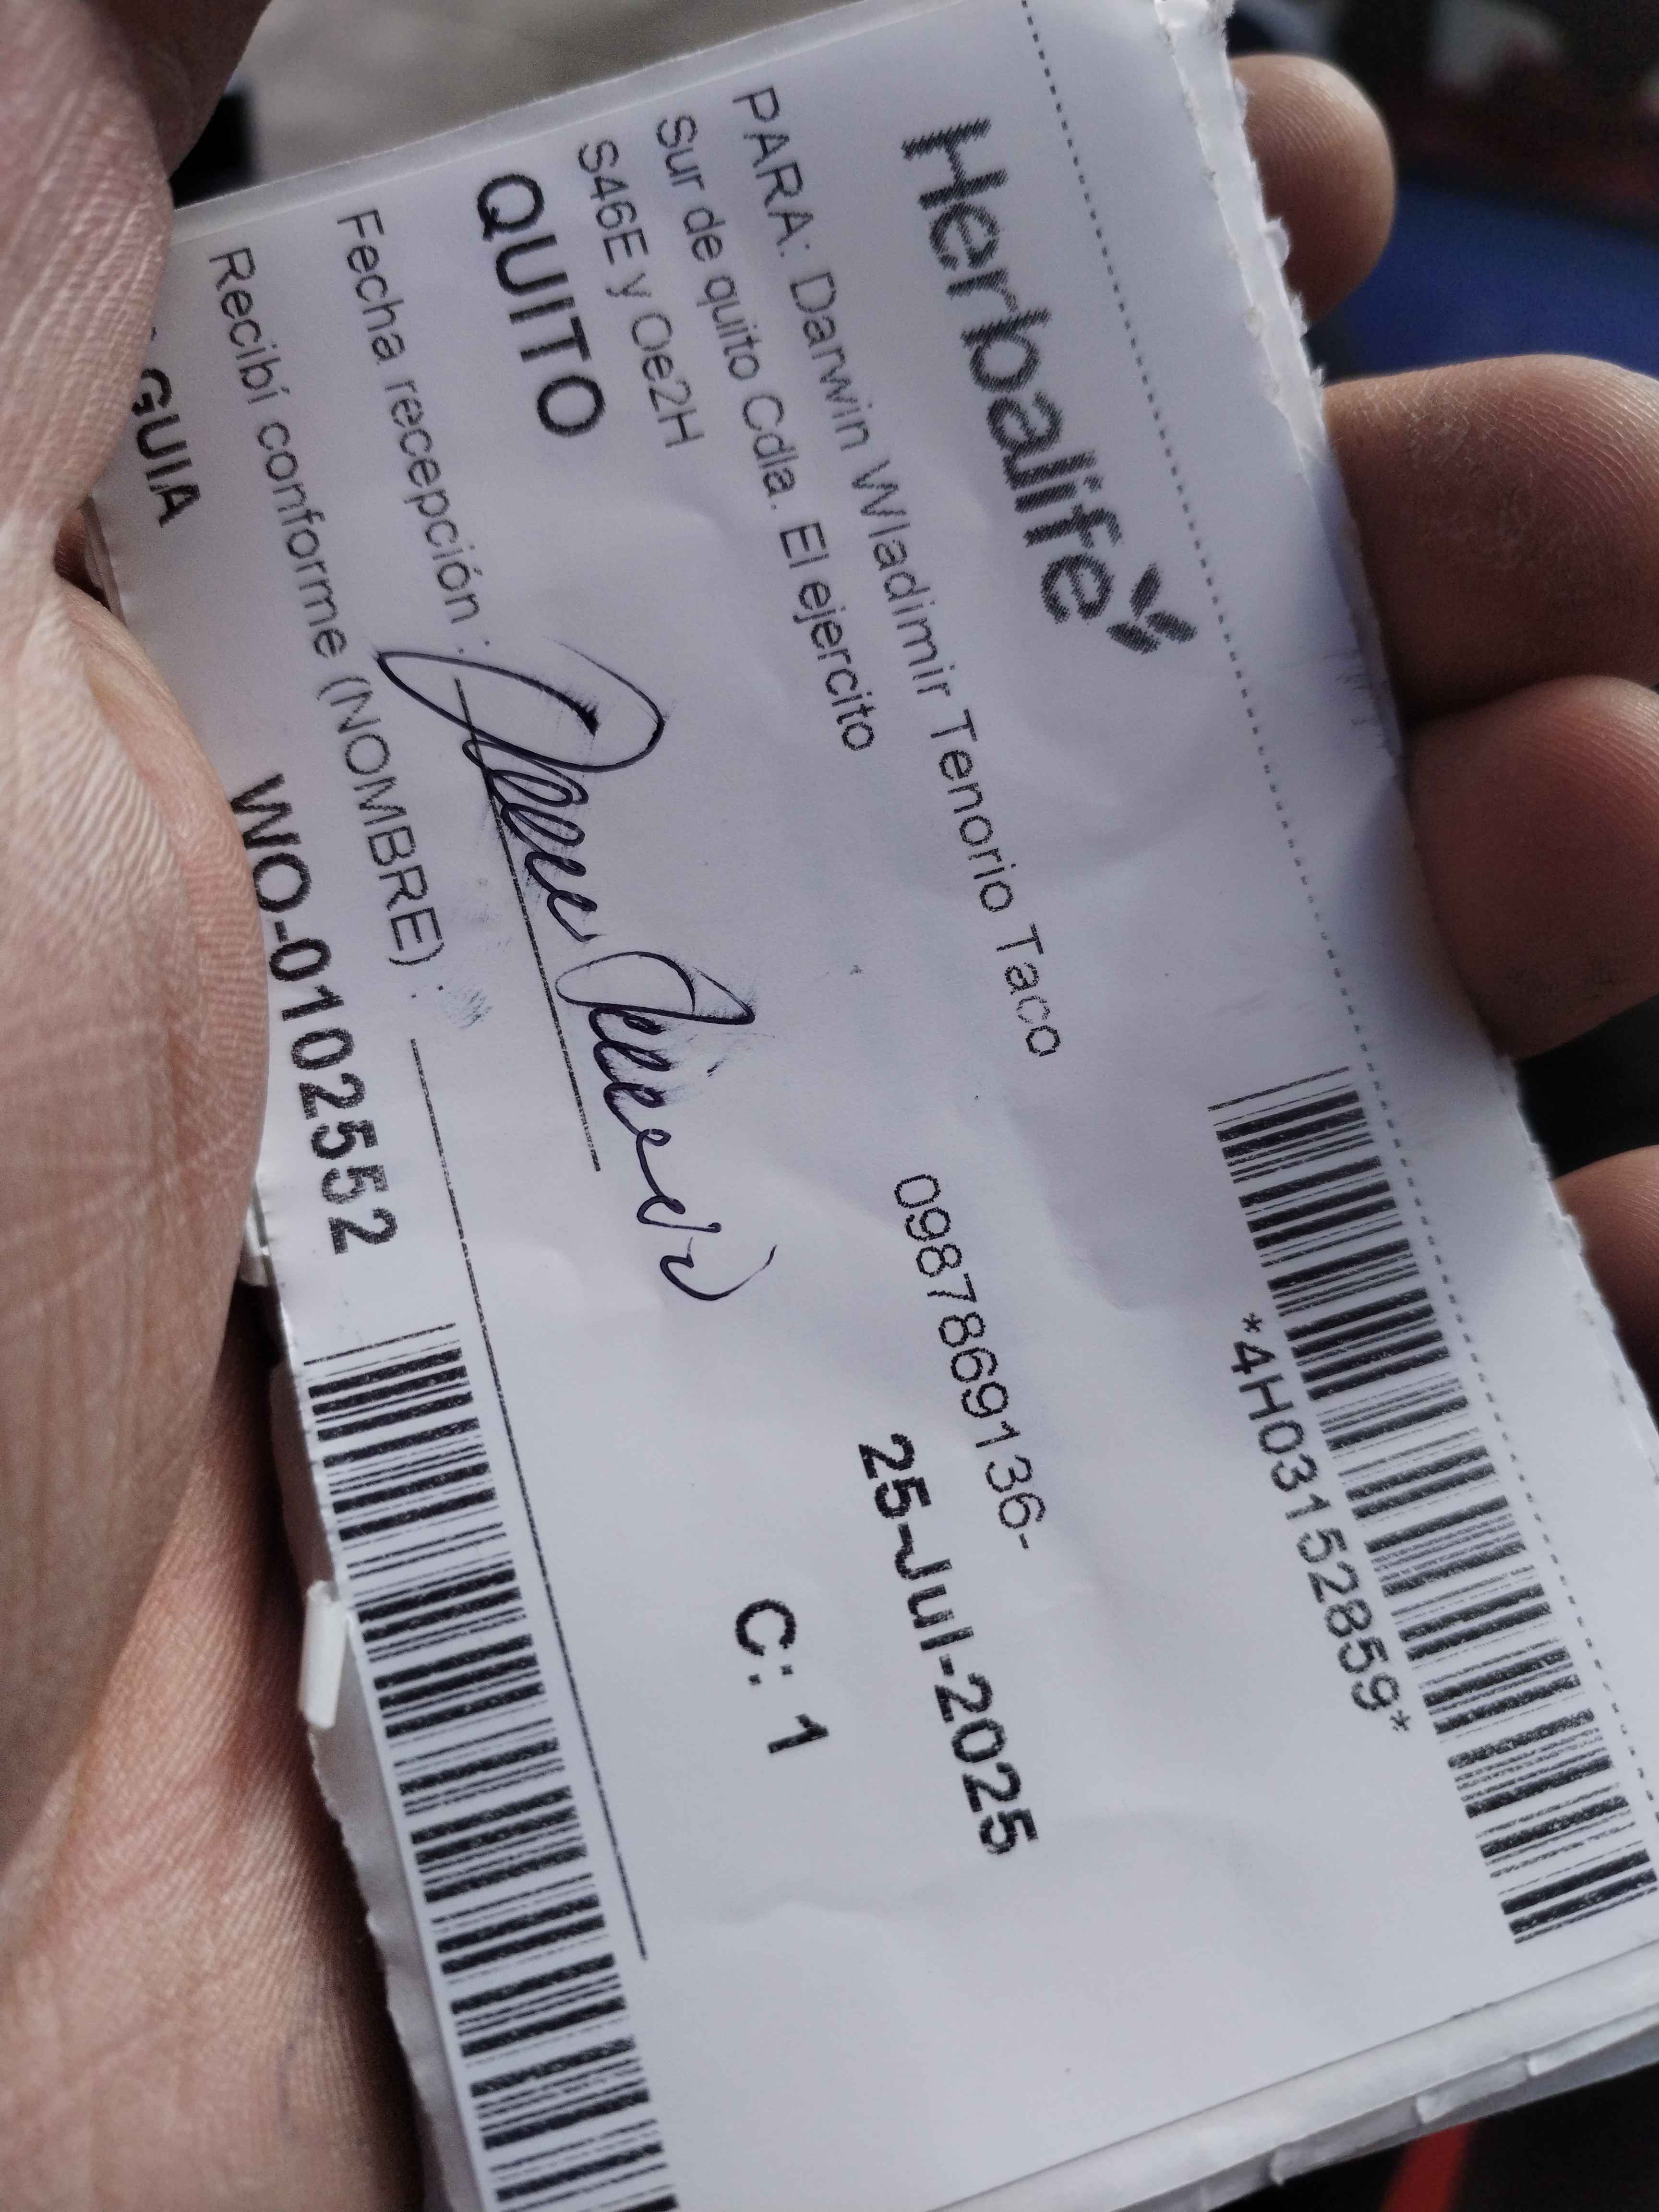 Herbalife
*4H03152859*
PARA: Darwin Wladimir Tenorio Taco
0987869136-
Sur de quito Cdla. El ejercito
25-Jul-2025
S46E y Oe2H
QUITO
C: 1
Fecha recepción :
Recibí conforme (NOMBRE) :
GUIA WO-0102552